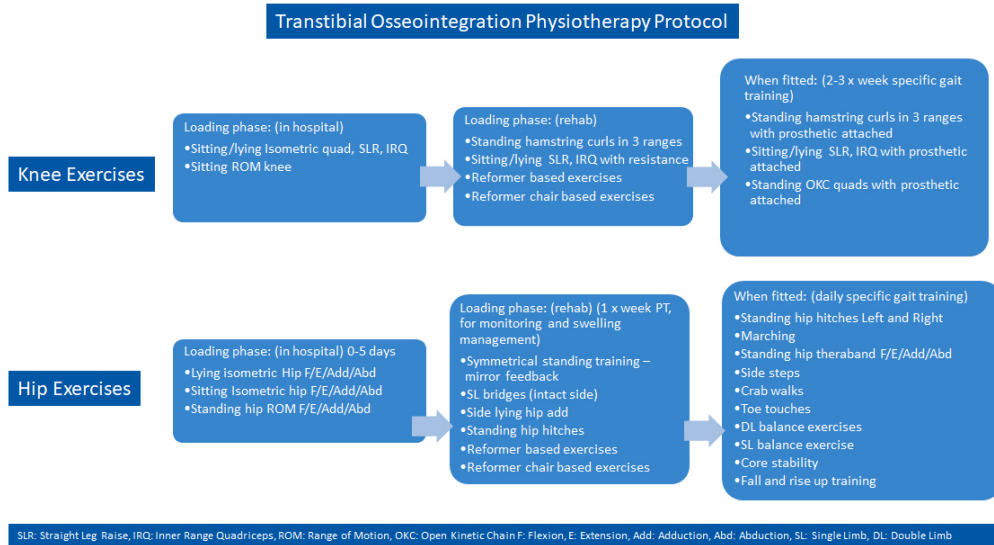 Transtibial Osseointegration Physiotherapy Protocol
Knee Exercises
Loading phase: (in hospital)
•Sitting/lying Isometric quad, SLR, IRQ
•Sitting ROM knee
Loading phase: (rehab)
•Standing hamstring curls in 3 ranges
•Sitting/lying SLR, IRQ with resistance
•Reformer based exercises
•Reformer chair based exercises
When fitted: (2-3 x week specific gait
training)
•Standing hamstring curls in 3 ranges
with prosthetic attached
•Sitting/lying SLR, IRQ with prosthetic
attached
•Standing OKC quads with prosthetic
attached
Hip Exercises
Loading phase: (in hospital) 0-5 days
•Lying isometric Hip F/E/Add/Abd
•Sitting Isometric hip F/E/Add/Abd
•Standing hip ROM F/E/Add/Abd
Loading phase: (rehab) (1 x week PT,
for monitoring and swelling
management)
•Symmetrical standing training –
mirror feedback
•SL bridges (intact side)
•Side lying hip add
•Standing hip hitches
•Reformer based exercises
•Reformer chair based exercises
When fitted: (daily specific gait training)
•Standing hip hitches Left and Right
•Marching
•Standing hip theraband F/E/Add/Abd
•Side steps
•Crab walks
•Toe touches
•DL balance exercises
•SL balance exercise
•Core stability
•Fall and rise up training
SLR: Straight Leg Raise, IRQ: Inner Range Quadriceps, ROM: Range of Motion, OKC: Open Kinetic Chain F: Flexion, E: Extension, Add: Adduction, Abd: Abduction, SL: Single Limb, DL: Double Limb